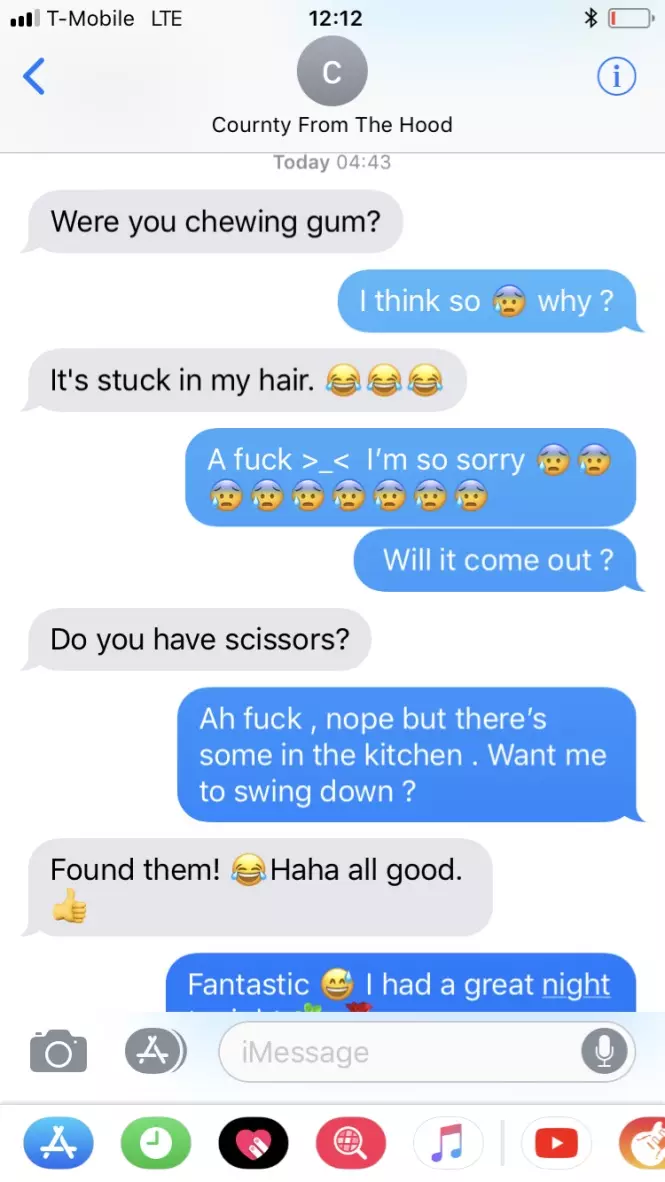 T-Mobile LTE 12:12
C
Cournty From The Hood
Today 04:43
Were you chewing gum?
I think so 😰 why ?
It's stuck in my hair. 😂😂😂
A fuck >_< I’m so sorry 😰😰
😰😰😰😰😰😰😰
Will it come out ?
Do you have scissors?
Ah fuck , nope but there’s
some in the kitchen . Want me
to swing down ?
Found them! 😂Haha all good.
👍
Fantastic 😅 I had a great night
iMessage